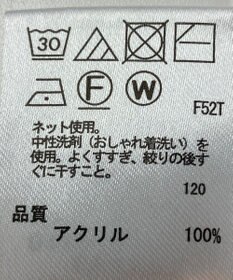 30
F W
F52T
ネット使用。
中性洗剤（おしゃれ着洗い）を
使用。よくすすぎ、絞りの後す
ぐに干すこと。
120
品質
アクリル 100%